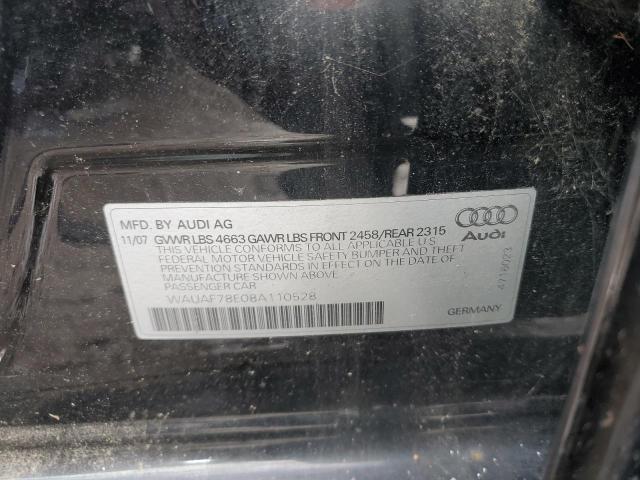 MFD. BY AUDI AG
11/07 GVWR LBS 4663 GAWR LBS FRONT 2458/REAR 2315
THIS VEHICLE CONFORMS TO ALL APPLICABLE U.S.
FEDERAL MOTOR VEHICLE SAFETY BUMPER AND THEFT
PREVENTION STANDARDS IN EFFECT ON THE DATE OF
MANUFACTURE SHOWN ABOVE
PASSENGER CAR
WAUAF78E08A110528
Audi
4716023
GERMANY